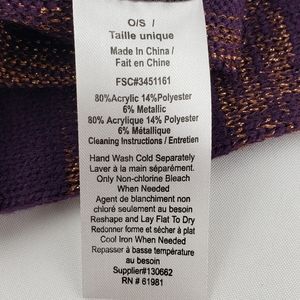 O/S /
Taille unique
Made In China /
Fait en Chine
FSC#3451161
80%Acrylic 14%Polyester
6% Metallic
80%Acrylique 14%Polyester
6% Métallique
Cleaning Instructions / Entretien
Hand Wash Cold Separately
Laver à la main séparément.
Only Non-chlorine Bleach
When Needed
Agent de blanchiment non
chloré seulement au besoin
Reshape and Lay Flat To Dry
Redonner forme et sécher à plat
Cool Iron When Needed
Repasser à basse température
au besoin
Supplier#130662
RN # 61981